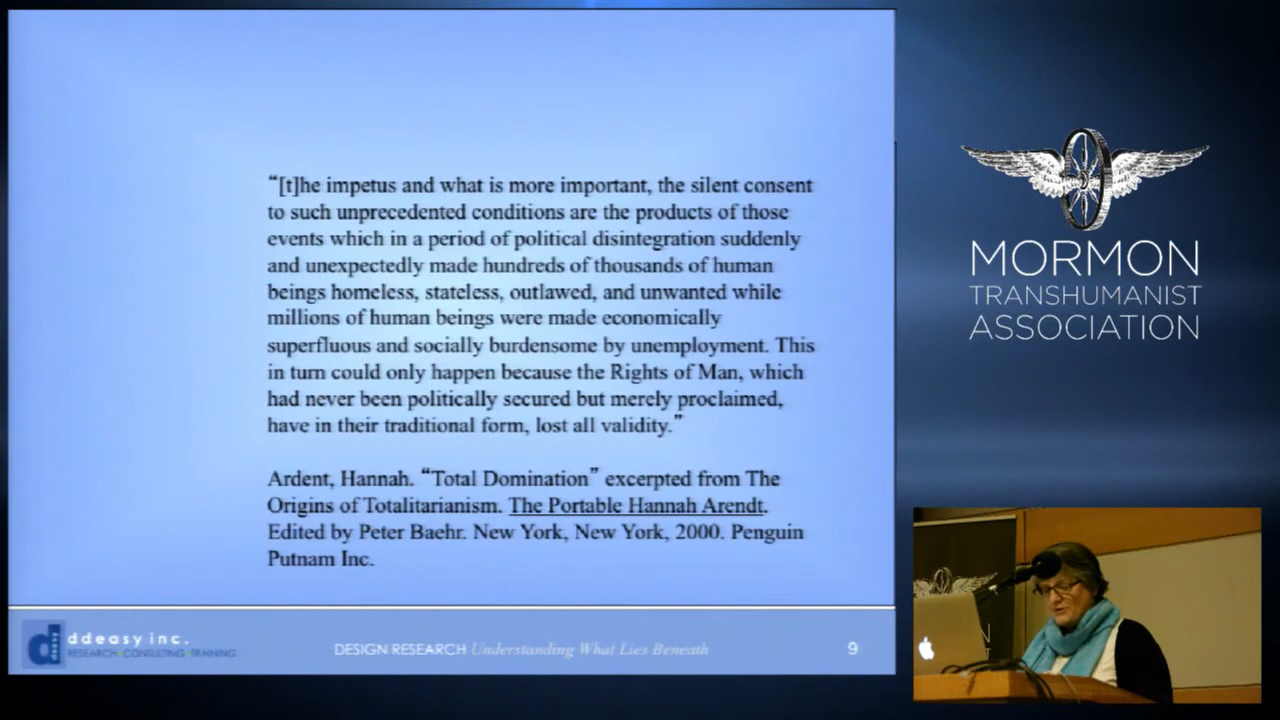 “[t]he impetus and what is more important, the silent consent
to such unprecedented conditions are the products of those
events which in a period of political disintegration suddenly
and unexpectedly made hundreds of thousands of human
beings homeless, stateless, outlawed, and unwanted while
millions of human beings were made economically
superfluous and socially burdensome by unemployment. This
in turn could only happen because the Rights of Man, which
had never been politically secured but merely proclaimed,
have in their traditional form, lost all validity.”
Ardent, Hannah. “Total Domination” excerpted from The
Origins of Totalitarianism. The Portable Hannah Arendt.
Edited by Peter Baehr. New York, New York, 2000. Penguin
Putnam Inc.
ddeasy inc.
RESEARCH CONSULTING TRAINING
DESIGN RESEARCH Understanding What Lies Beneath
9
MORMON
TRANSHUMANIST
ASSOCIATION